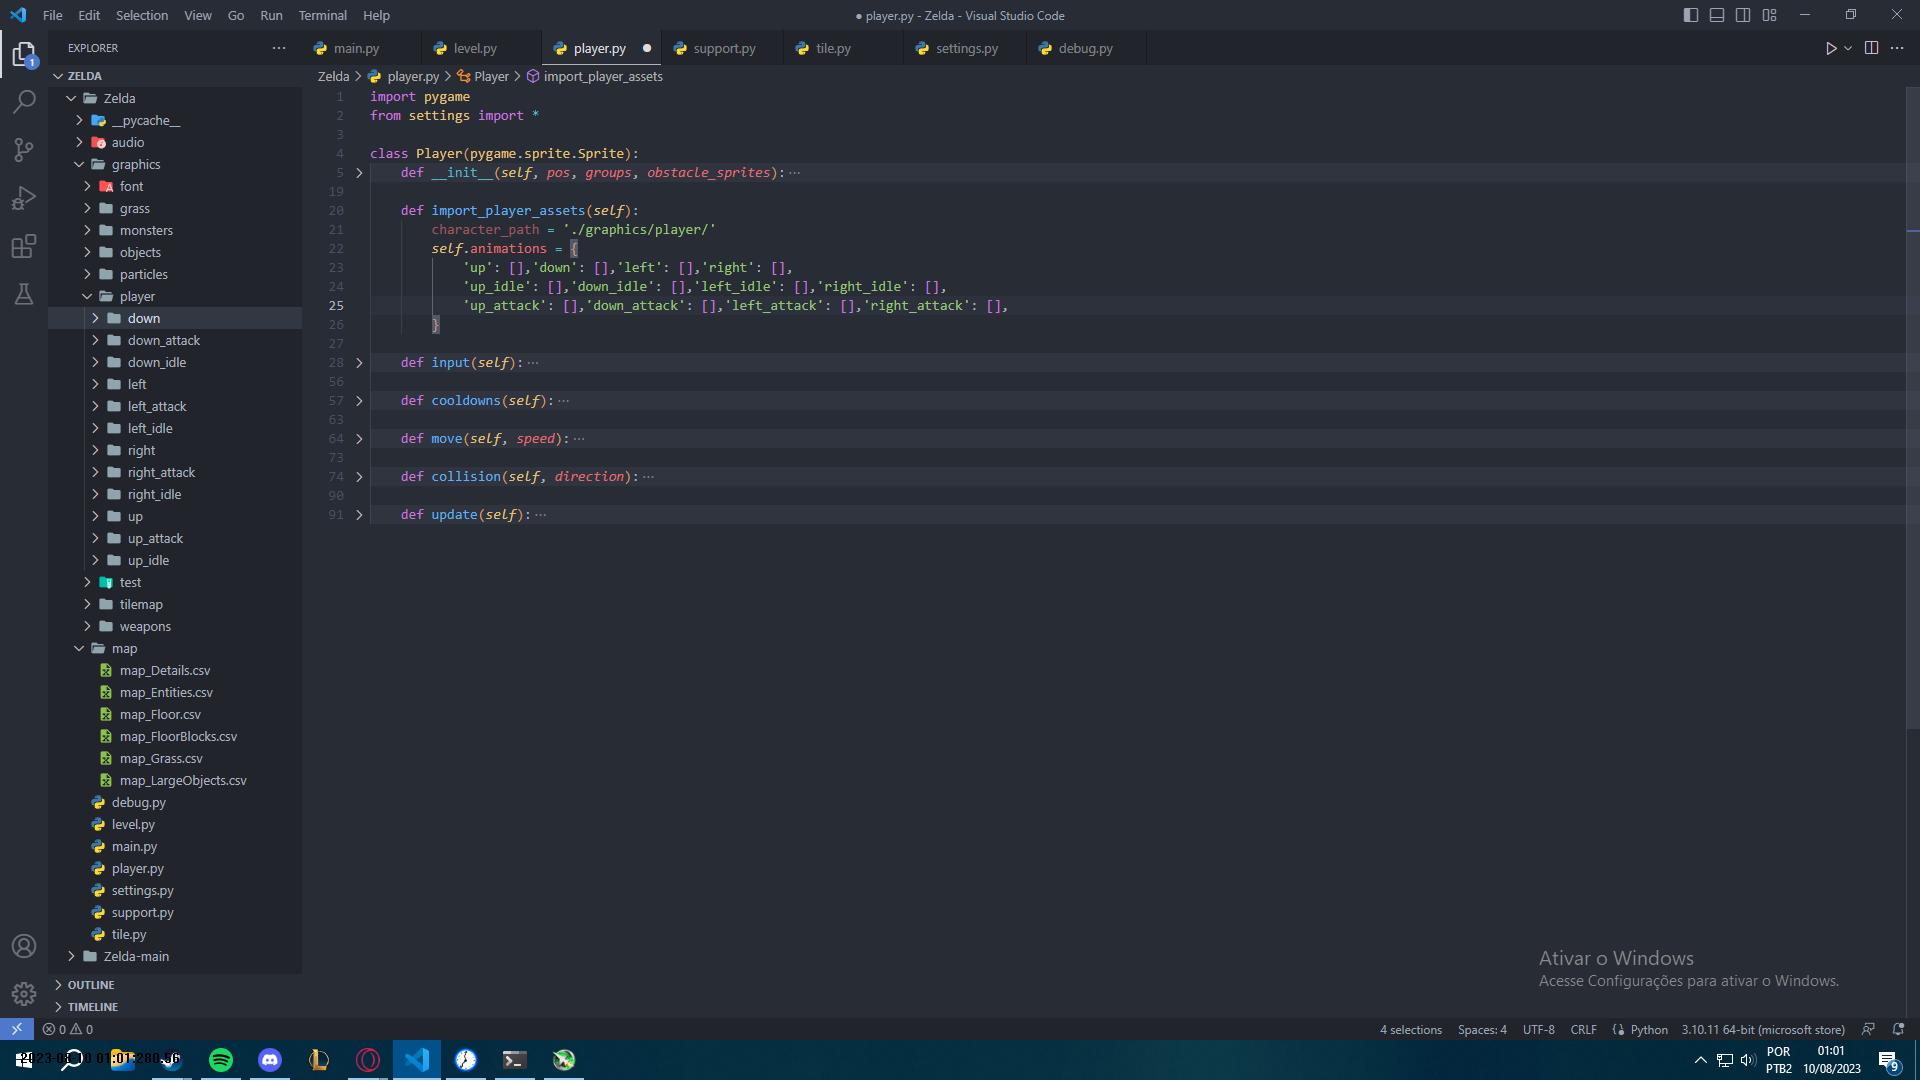 File Edit Selection View Go Run Terminal Help
● player.py - Zelda - Visual Studio Code
EXPLORER
1
main.py
level.py
player.py
support.py
tile.py
settings.py
debug.py
ZELDA
Zelda
__pycache__
audio
graphics
font
grass
monsters
objects
particles
player
down
down_attack
down_idle
left
left_attack
left_idle
right
right_attack
right_idle
up
up_attack
up_idle
test
tilemap
weapons
map
map_Details.csv
map_Entities.csv
map_Floor.csv
map_FloorBlocks.csv
map_Grass.csv
map_LargeObjects.csv
debug.py
level.py
main.py
player.py
settings.py
support.py
tile.py
Zelda-main
OUTLINE
TIMELINE
Zelda > player.py > Player > import_player_assets
1 import pygame
2 from settings import *
3
4 class Player(pygame.sprite.Sprite):
5 def __init__(self, pos, groups, obstacle_sprites):···
19
20 def import_player_assets(self):
21 character_path = './graphics/player/'
22 self.animations = {
23 'up': [],'down': [],'left': [],'right': [],
24 'up_idle': [],'down_idle': [],'left_idle': [],'right_idle': [],
25 'up_attack': [],'down_attack': [],'left_attack': [],'right_attack': [],
26 }
27
28 def input(self):···
56
57 def cooldowns(self):···
63
64 def move(self, speed):···
73
74 def collision(self, direction):···
90
91 def update(self):···
Ativar o Windows
Acesse Configurações para ativar o Windows.
0 0
4 selections
Spaces: 4
UTF-8
CRLF
Python
3.10.11 64-bit (microsoft store)
POR
PTB2
01:01
10/08/2023
9